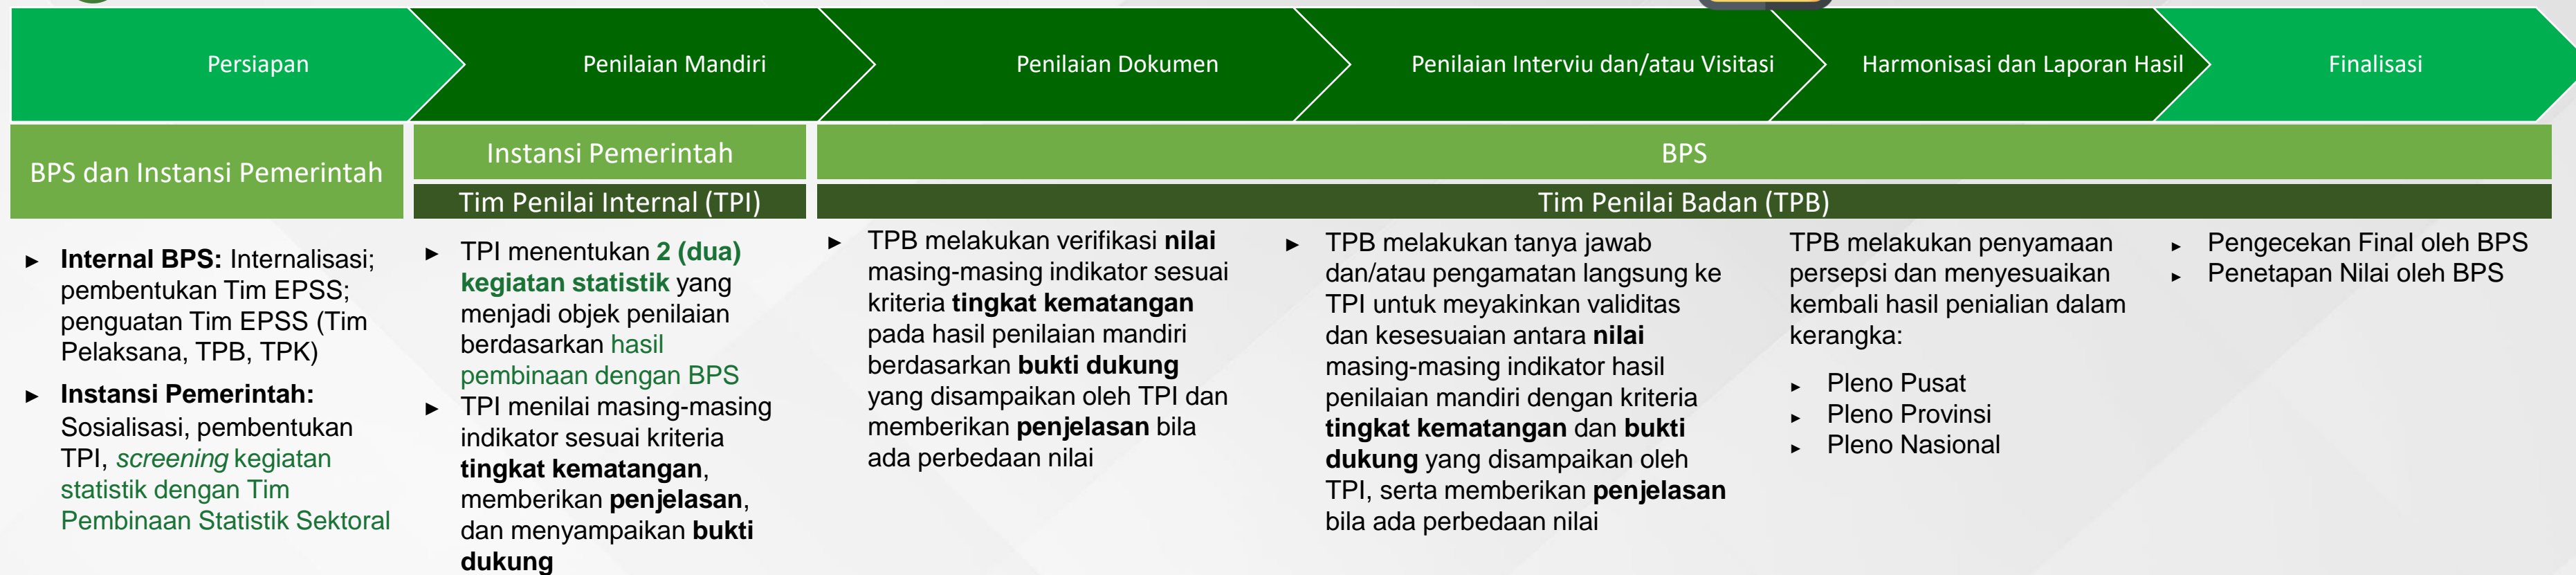 Persiapan
Penilaian Mandiri
Penilaian Dokumen
Penilaian Interviu dan/atau Visitasi
Harmonisasi dan Laporan Hasil
Finalisasi
BPS dan Instansi Pemerintah
Instansi Pemerintah
BPS
Tim Penilai Internal (TPI)
Tim Penilai Badan (TPB)
► Internal BPS: Internalisasi;
pembentukan Tim EPSS;
penguatan Tim EPSS (Tim
Pelaksana, TPB, TPK)
► Instansi Pemerintah:
Sosialisasi, pembentukan
TPI, screening kegiatan
statistik dengan Tim
Pembinaan Statistik Sektoral
► TPI menentukan 2 (dua)
kegiatan statistik yang
menjadi objek penilaian
berdasarkan hasil
pembinaan dengan BPS
► TPI menilai masing-masing
indikator sesuai kriteria
tingkat kematangan,
memberikan penjelasan,
dan menyampaikan bukti
dukung
► TPB melakukan verifikasi nilai
masing-masing indikator sesuai
kriteria tingkat kematangan
pada hasil penilaian mandiri
berdasarkan bukti dukung
yang disampaikan oleh TPI dan
memberikan penjelasan bila
ada perbedaan nilai
► TPB melakukan tanya jawab
dan/atau pengamatan langsung ke
TPI untuk meyakinkan validitas
dan kesesuaian antara nilai
masing-masing indikator hasil
penilaian mandiri dengan kriteria
tingkat kematangan dan bukti
dukung yang disampaikan oleh
TPI, serta memberikan penjelasan
bila ada perbedaan nilai
TPB melakukan penyamaan
persepsi dan menyesuaikan
kembali hasil penialian dalam
kerangka:
► Pleno Pusat
► Pleno Provinsi
► Pleno Nasional
► Pengecekan Final oleh BPS
► Penetapan Nilai oleh BPS